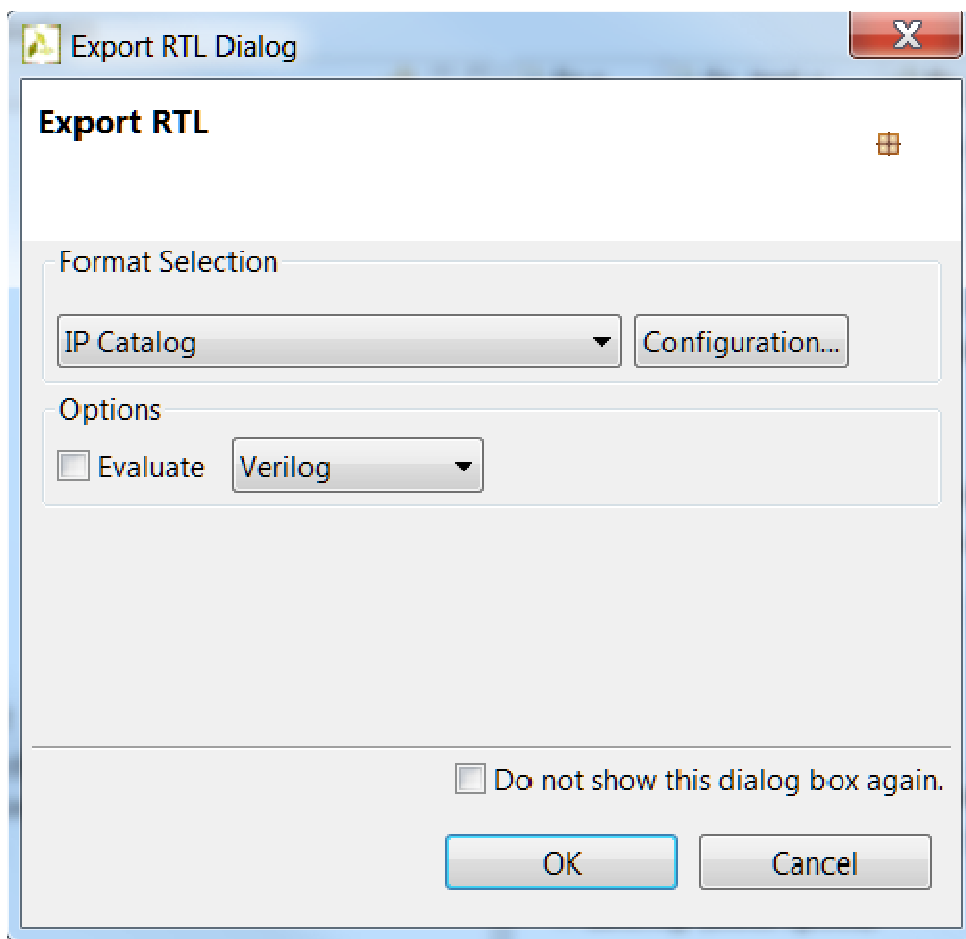 Export RTL Dialog
Export RTL
Format Selection
IP Catalog
Configuration...
Options
Evaluate
Verilog
Do not show this dialog box again.
OK
Cancel